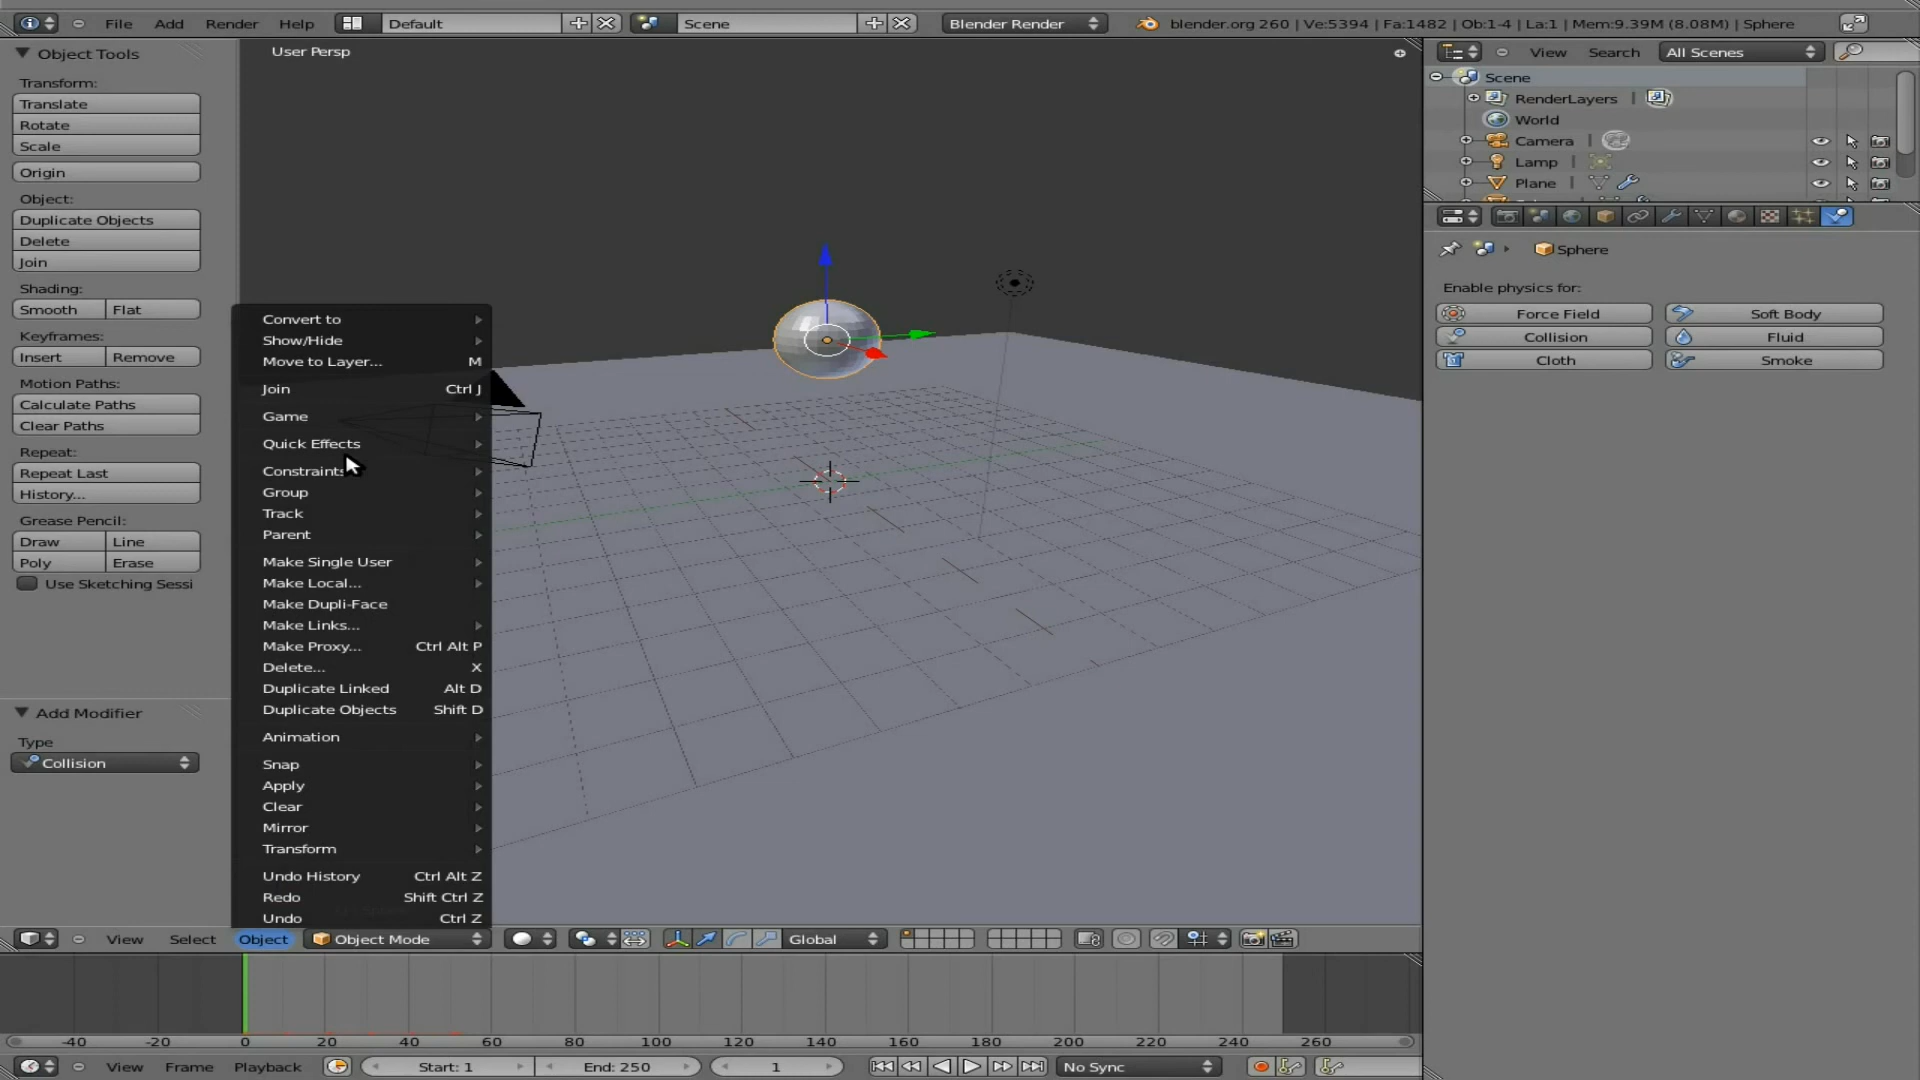 File Add Render Help Default Scene Blender Render blender.org 260 | Ve:5394 | Fa:1482 | Ob:1-4 | La:1 | Mem:9.39M (8.08M) | Sphere
Object Tools
Transform:
Translate
Rotate
Scale
Origin
Object:
Duplicate Objects
Delete
Join
Shading:
Smooth Flat
Keyframes:
Insert Remove
Motion Paths:
Calculate Paths
Clear Paths
Repeat:
Repeat Last
History...
Grease Pencil:
Draw Line
Poly Erase
Use Sketching Sessi
Add Modifier
Type
Collision
User Persp
Convert to
Show/Hide
Move to Layer... M
Join Ctrl J
Game
Quick Effects
Constraints
Group
Track
Parent
Make Single User
Make Local...
Make Dupli-Face
Make Links...
Make Proxy... Ctrl Alt P
Delete... X
Duplicate Linked Alt D
Duplicate Objects Shift D
Animation
Snap
Apply
Clear
Mirror
Transform
Undo History Ctrl Alt Z
Redo Shift Ctrl Z
Undo Ctrl Z
View Select Object Object Mode Global
View Search All Scenes
Scene
RenderLayers |
World
Camera |
Lamp |
Plane |
Sphere
Enable physics for:
Force Field Soft Body
Collision Fluid
Cloth Smoke
-40 -20 0 20 40 60 80 100 120 140 160 180 200 220 240 260
View Frame Playback Start: 1 End: 250 1 No Sync